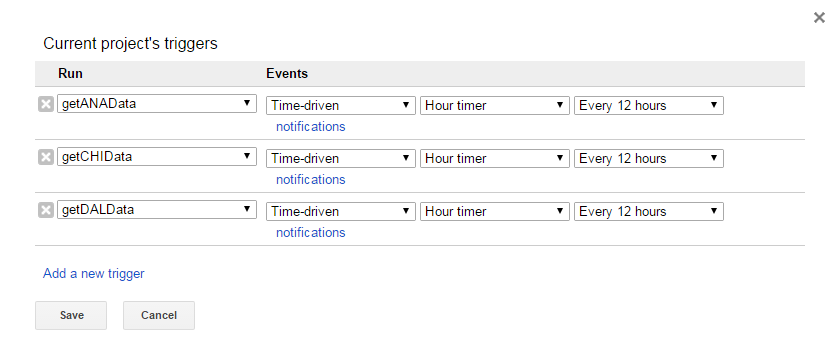 Current project's triggers
Run Events
getANAData Time-driven Hour timer Every 12 hours
notifications
getCHIData Time-driven Hour timer Every 12 hours
notifications
getDALData Time-driven Hour timer Every 12 hours
notifications
Add a new trigger
Save Cancel